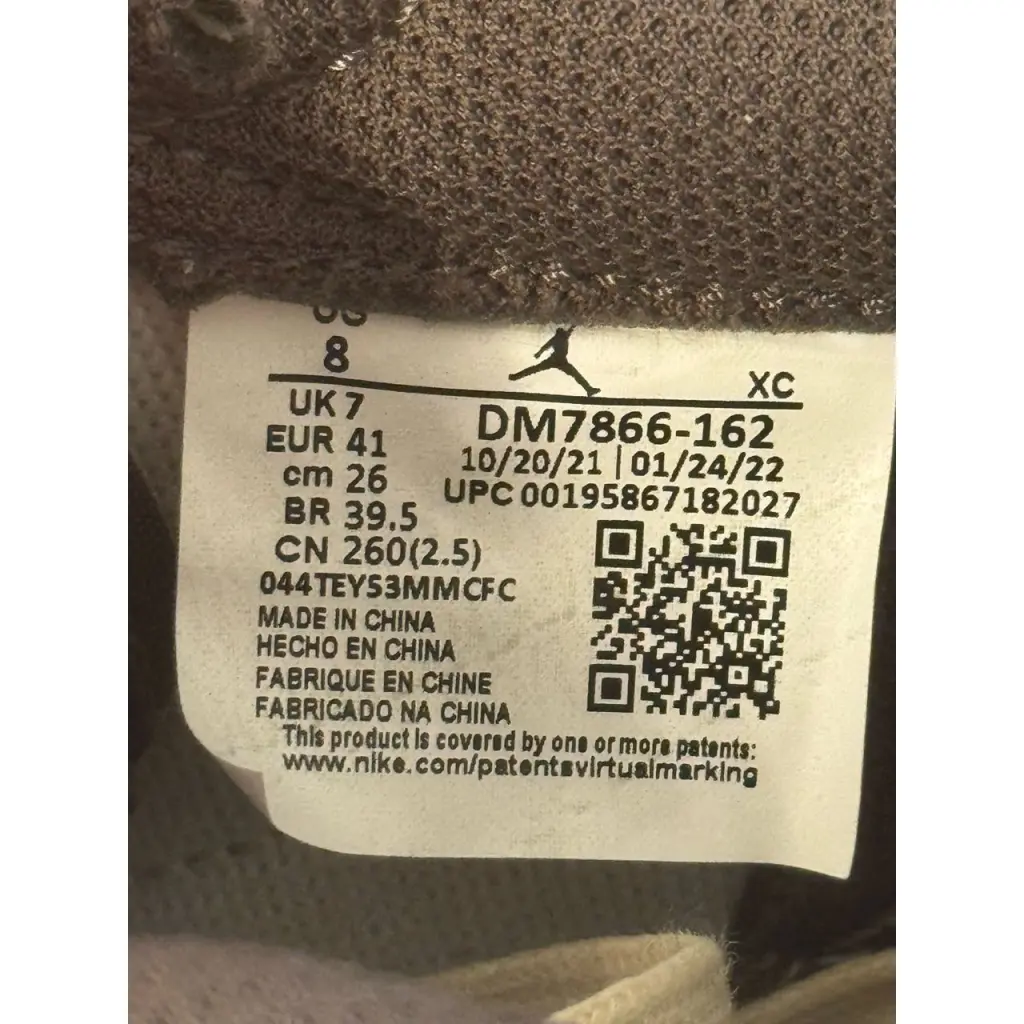 US
8
XC
UK 7
EUR 41
cm 26
BR 39.5
CN 260(2.5)
DM7866-162
10/20/21 | 01/24/22
UPC 00195867182027
044TEY53MMCFC
MADE IN CHINA
HECHO EN CHINA
FABRIQUE EN CHINE
FABRICADO NA CHINA
This product is covered by one or more patents:
www.nike.com/patentsvirtualmarking